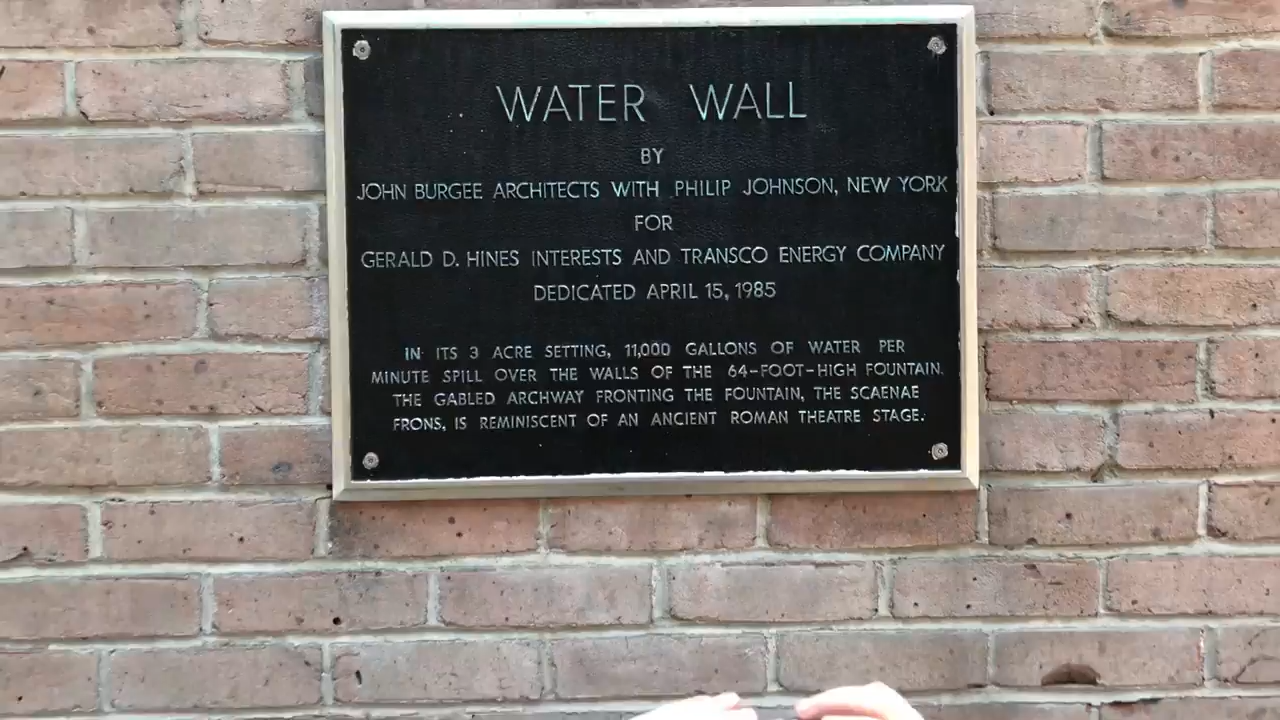 WATER WALL
BY
JOHN BURGEE ARCHITECTS WITH PHILIP JOHNSON, NEW YORK
FOR
GERALD D. HINES INTERESTS AND TRANSCO ENERGY COMPANY
DEDICATED APRIL 15, 1985
IN ITS 3 ACRE SETTING, 11,000 GALLONS OF WATER PER
MINUTE SPILL OVER THE WALLS OF THE 64-FOOT-HIGH FOUNTAIN.
THE GABLED ARCHWAY FRONTING THE FOUNTAIN, THE SCAENAE
FRONS, IS REMINISCENT OF AN ANCIENT ROMAN THEATRE STAGE.